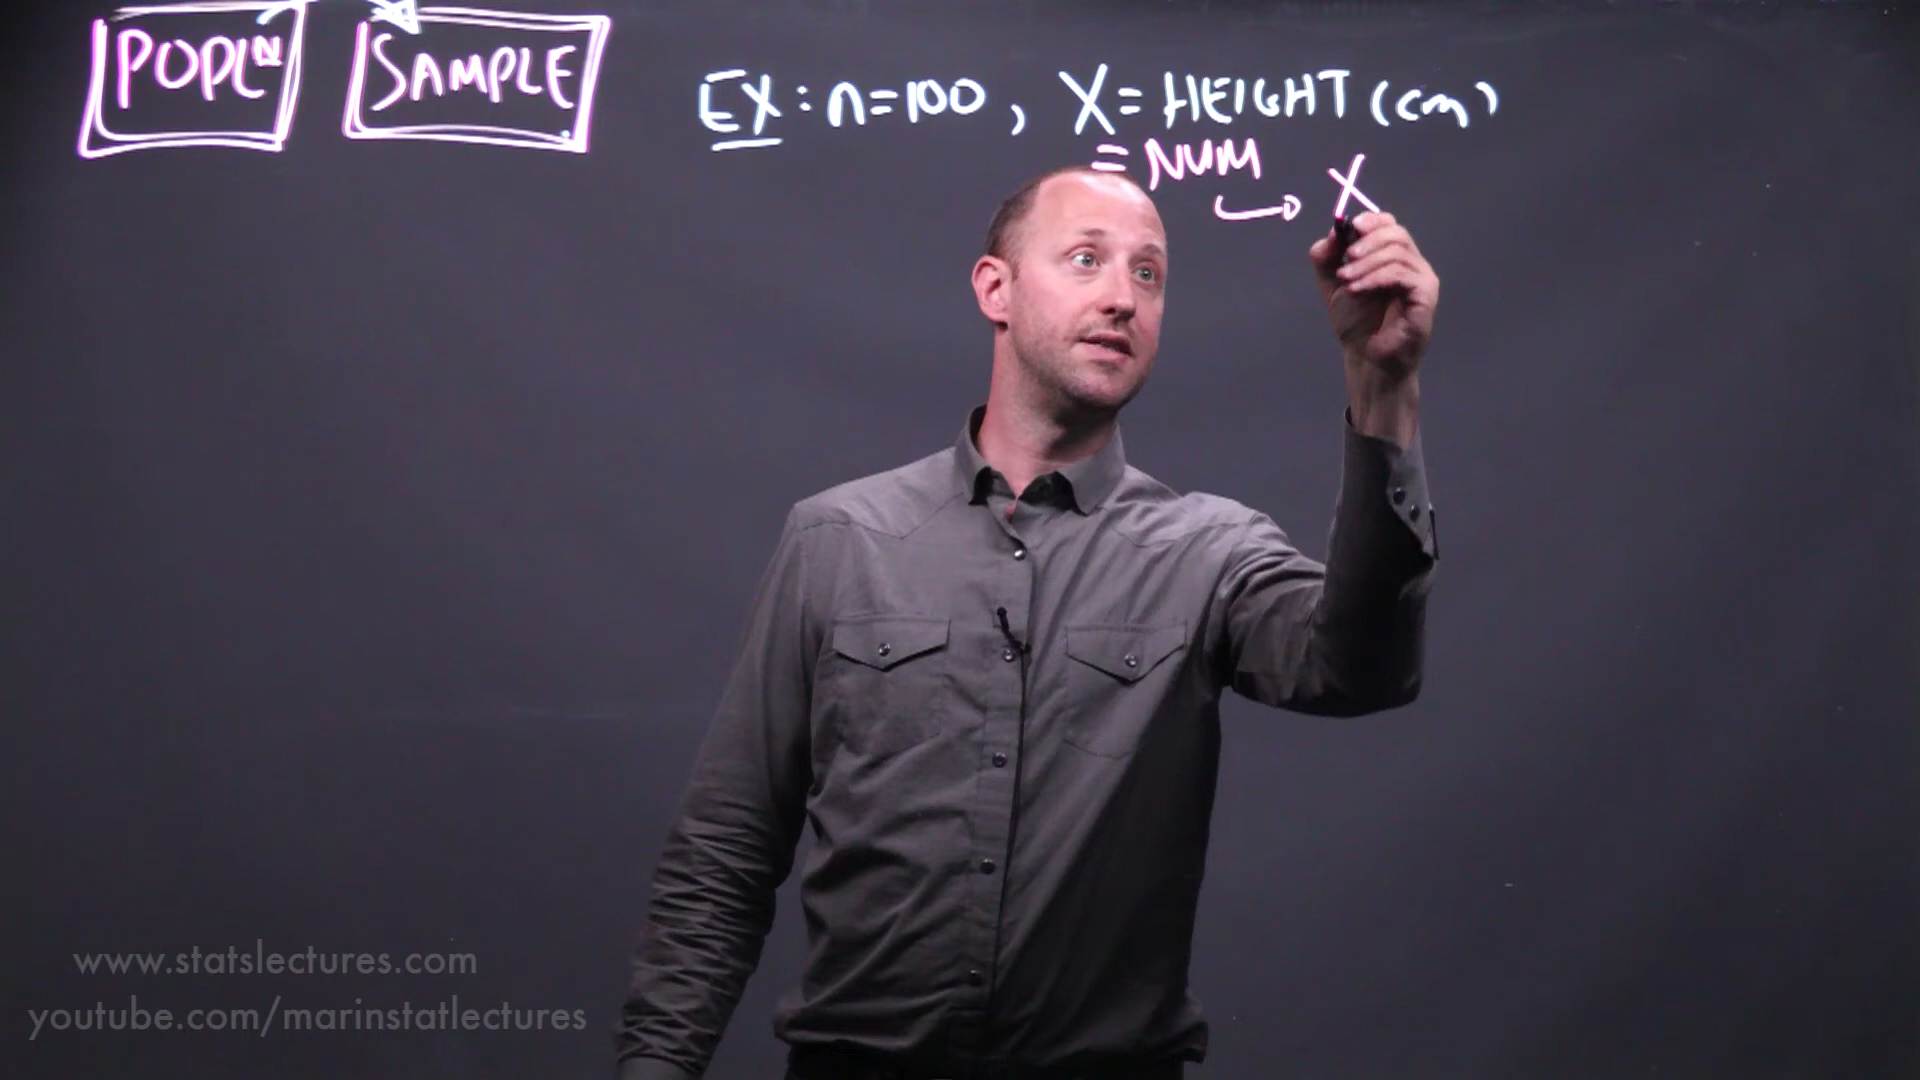 POPLN SAMPLE
EX: n=100, X=HEIGHT (cm)
= NUM
X
www.statslectures.com
youtube.com/marinstatlectures